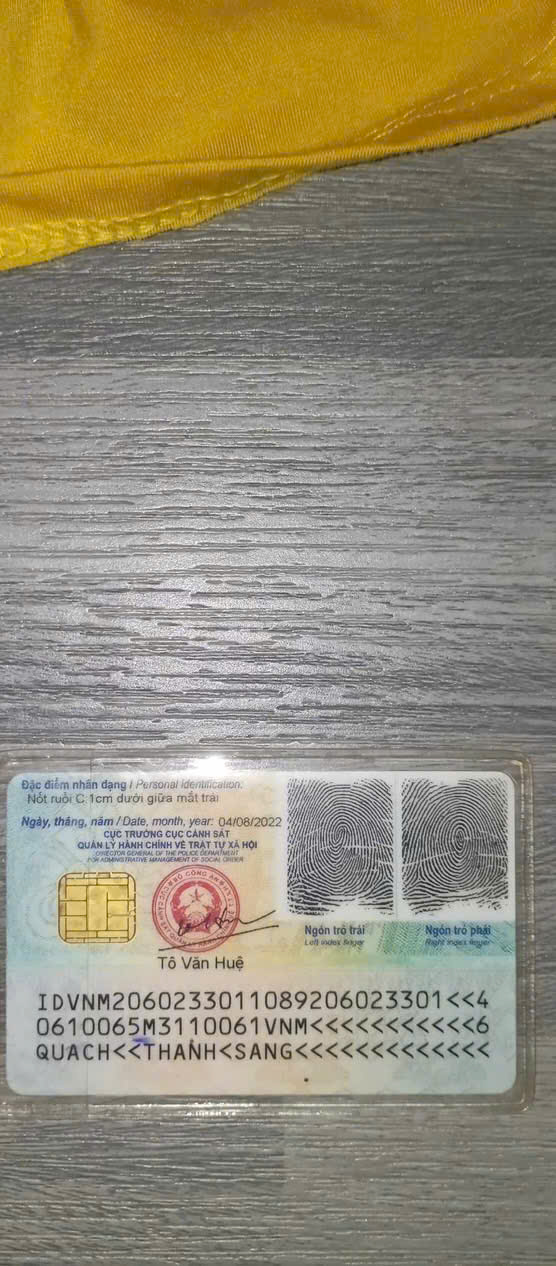 Đặc điểm nhân dạng / Personal identification:
Nốt ruồi C.1cm dưới giữa mắt trái
Ngày, tháng, năm / Date, month, year: 04/08/2022
CỤC TRƯỞNG CỤC CẢNH SÁT
QUẢN LÝ HÀNH CHÍNH VỀ TRẬT TỰ XÃ HỘI
DIRECTOR GENERAL OF THE POLICE DEPARTMENT
FOR ADMINISTRATIVE MANAGEMENT OF SOCIAL ORDER
Tô Văn Huệ
Ngón trỏ trái
Left index finger
Ngón trỏ phải
Right index finger
IDVNM2060233011089206023301<<4
0610065M3110061VNM<<<<<<<<<<<6
QUACH<<THANH<SANG<<<<<<<<<<<<<